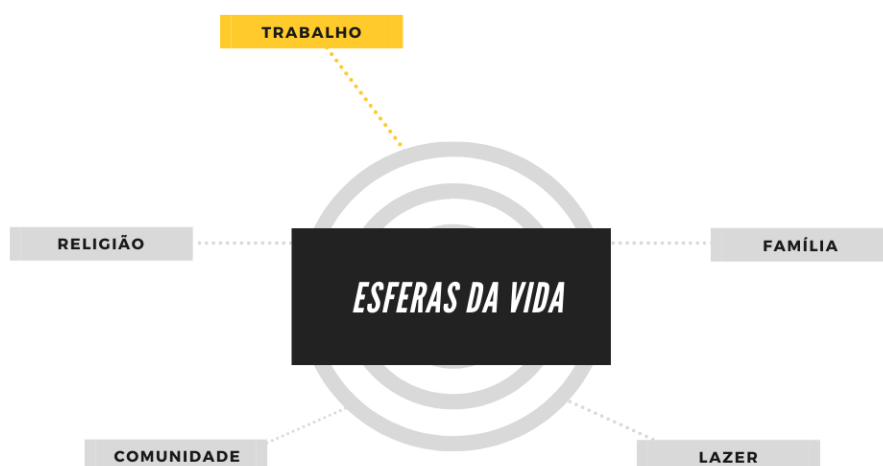 TRABALHO
RELIGIÃO
FAMÍLIA
ESFERAS DA VIDA
COMUNIDADE
LAZER